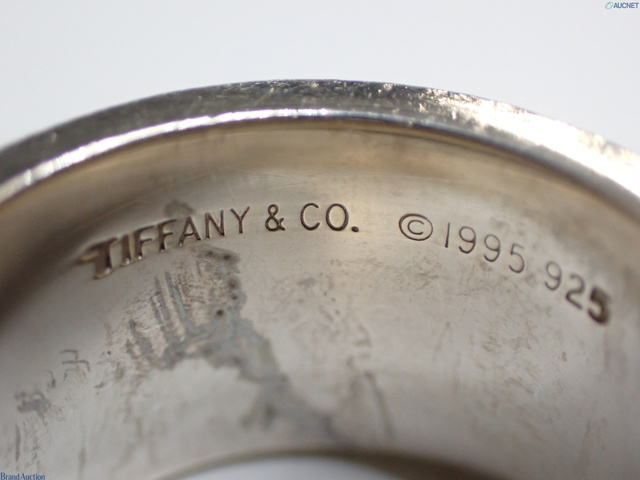 AUCNET
TIFFANY & CO. ©1995 925
BrandAuction